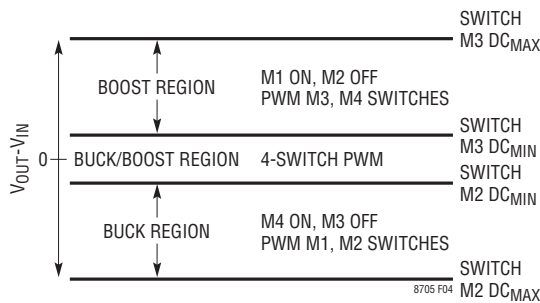 SWITCH
M3 DCMAX
BOOST REGION
M1 ON, M2 OFF
PWM M3, M4 SWITCHES
SWITCH
M3 DCMIN
VOUT-VIN
0
BUCK/BOOST REGION
4-SWITCH PWM
SWITCH
M2 DCMIN
BUCK REGION
M4 ON, M3 OFF
PWM M1, M2 SWITCHES
8705 F04
SWITCH
M2 DCMAX